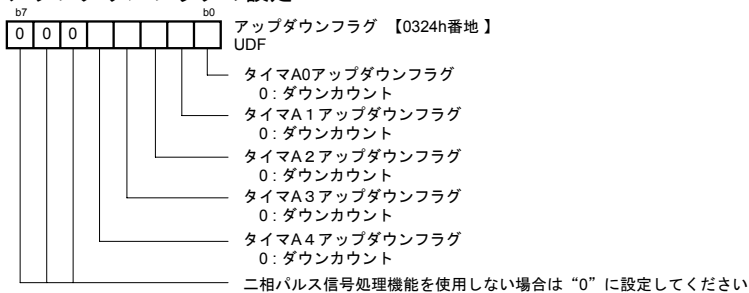 b7 b0
0 0 0
アップダウンフラグ 【0324h番地 】
UDF
タイマA0アップダウンフラグ
0 : ダウンカウント
タイマA 1 アップダウンフラグ
0 : ダウンカウント
タイマA 2 アップダウンフラグ
0 : ダウンカウント
タイマA 3 アップダウンフラグ
0 : ダウンカウント
タイマA 4 アップダウンフラグ
0 : ダウンカウント
二相パルス信号処理機能を使用しない場合は“0”に設定してください